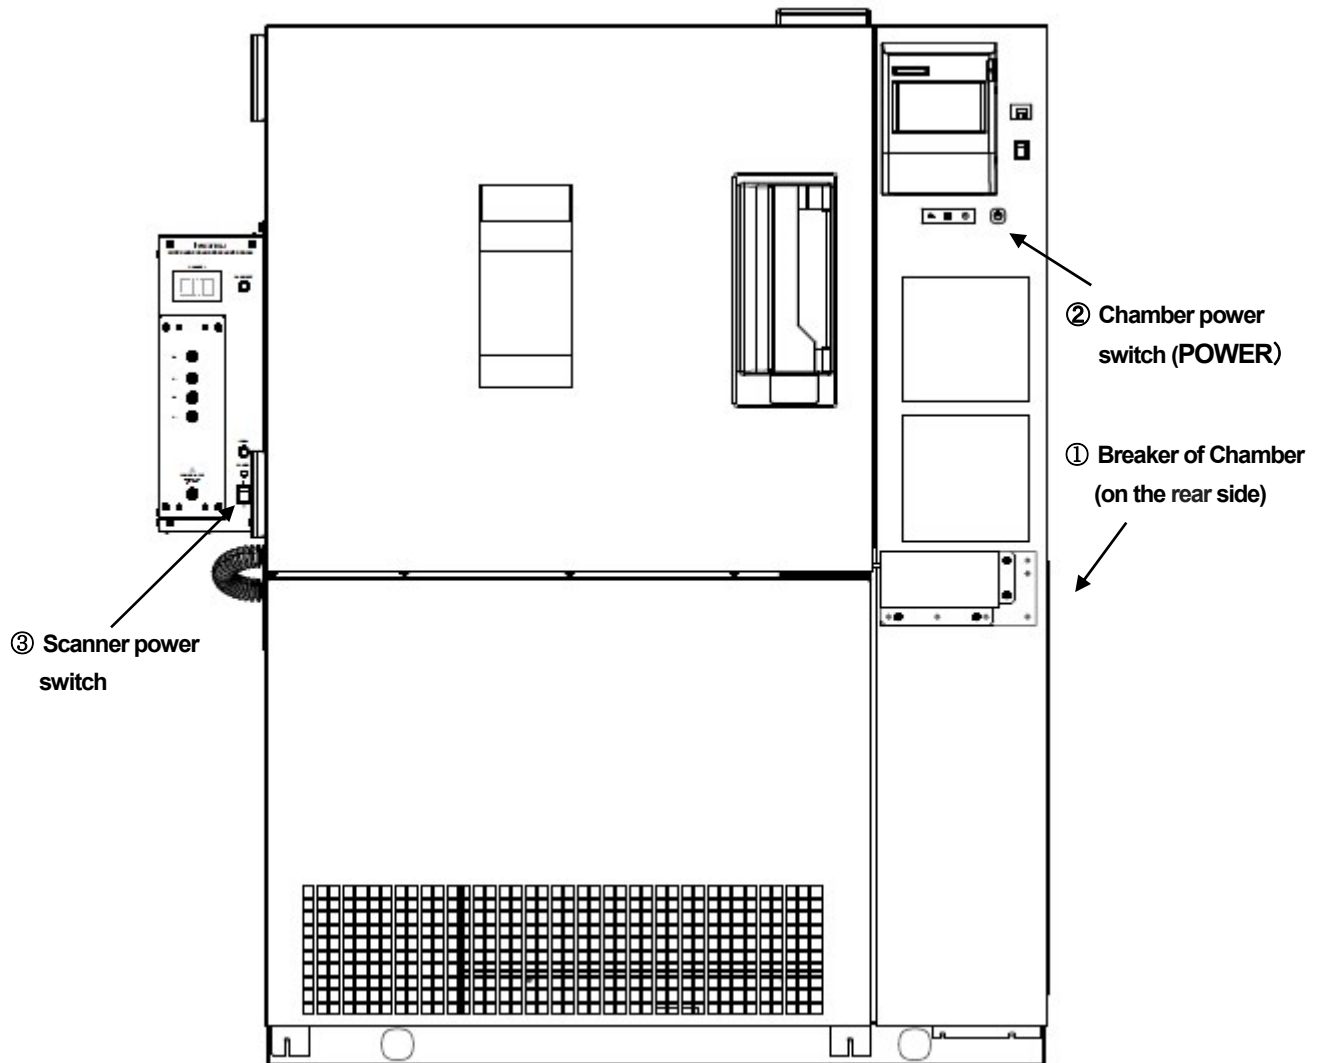 ② Chamber power
switch (POWER）
① Breaker of Chamber
(on the rear side)
③ Scanner power
switch